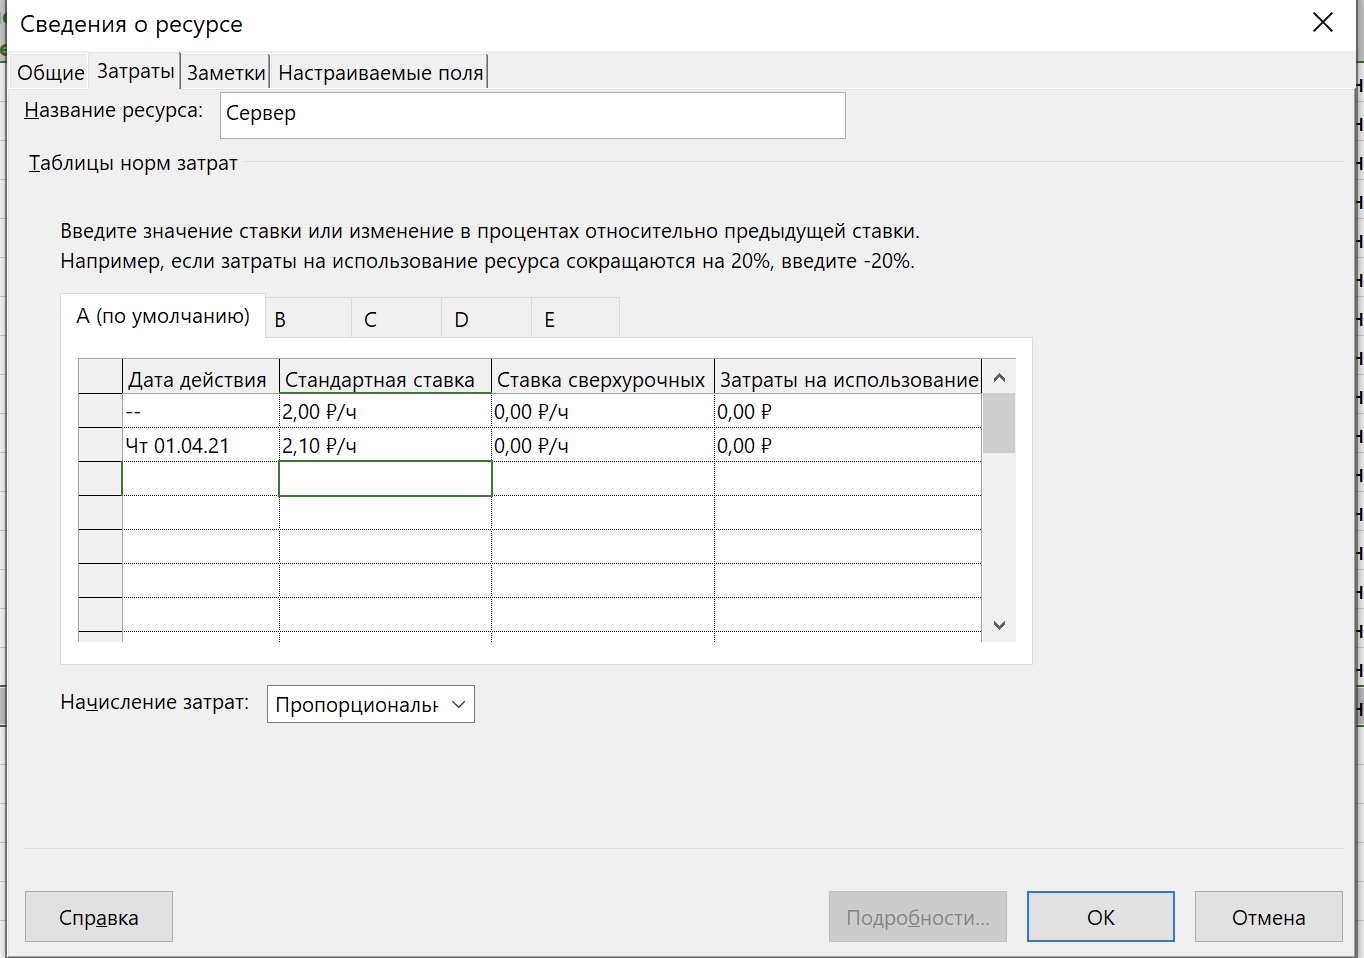 Сведения о ресурсе
Общие Затраты Заметки Настраиваемые поля
Название ресурса: Сервер
Таблицы норм затрат
Введите значение ставки или изменение в процентах относительно предыдущей ставки.
Например, если затраты на использование ресурса сокращаются на 20%, введите -20%.
A (по умолчанию) B C D E
Дата действия Стандартная ставка Ставка сверхурочных Затраты на использование
-- 2,00 ₽/ч 0,00 ₽/ч 0,00 ₽
Чт 01.04.21 2,10 ₽/ч 0,00 ₽/ч 0,00 ₽
Начисление затрат: Пропорциональн
Справка Подробности... ОК Отмена